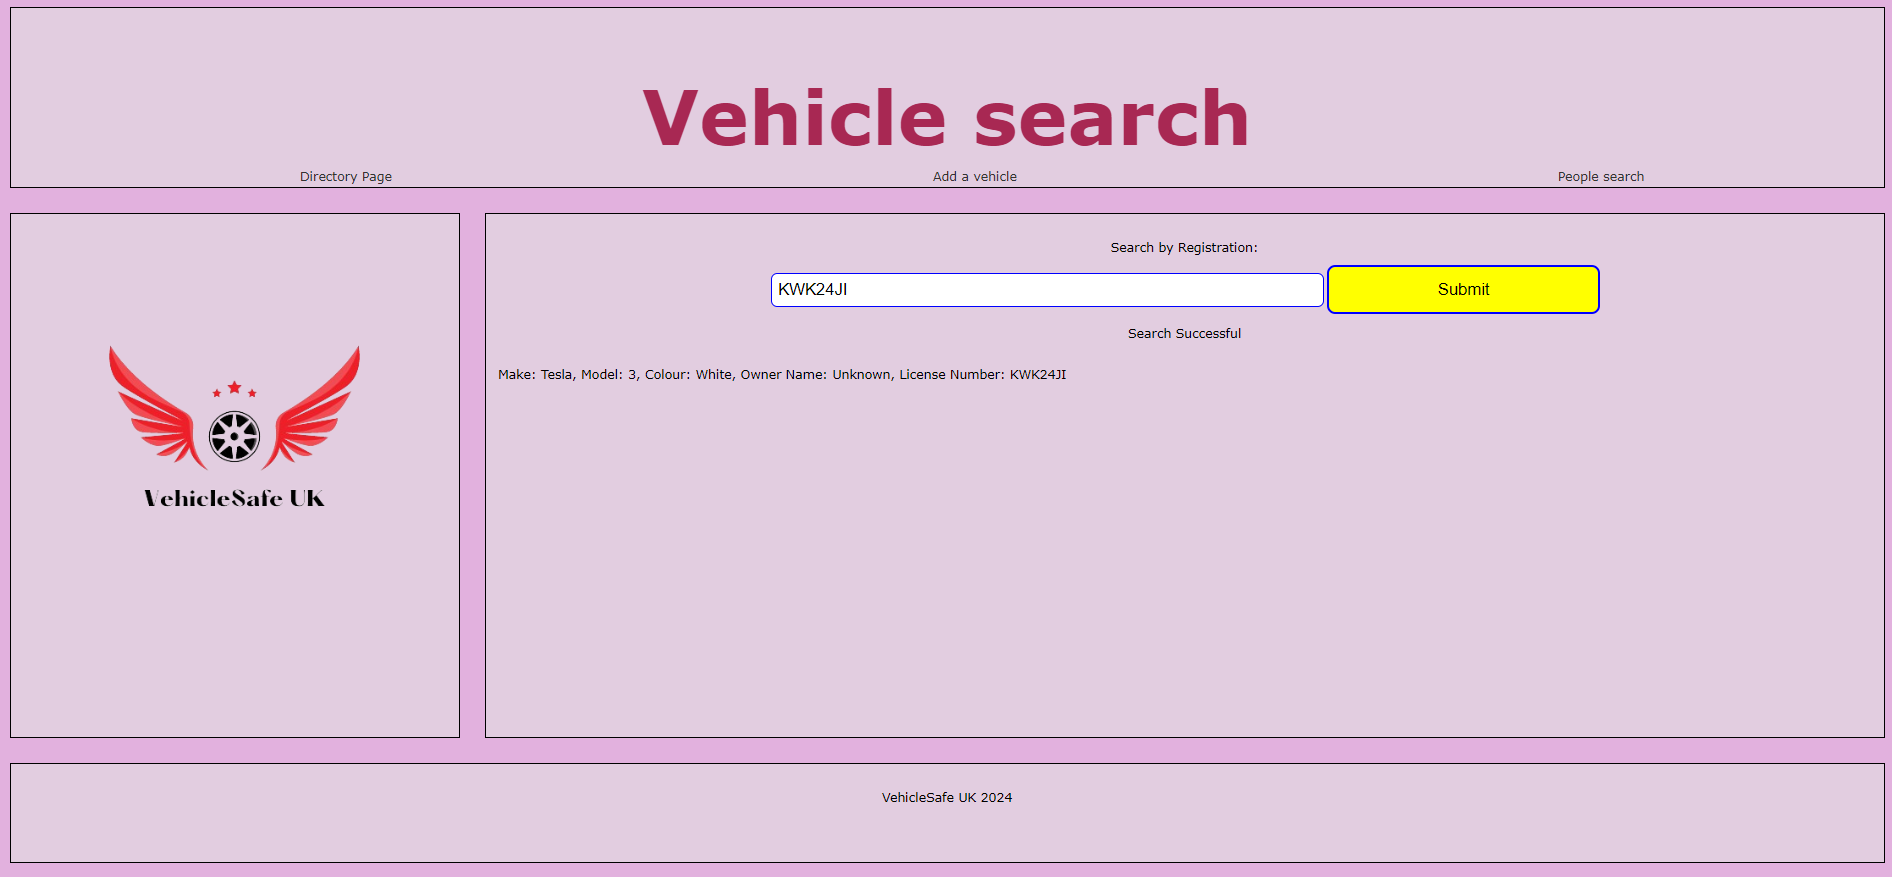 Vehicle search
Directory Page Add a vehicle People search
VehicleSafe UK
Search by Registration:
KWK24JI Submit
Search Successful
Make: Tesla, Model: 3, Colour: White, Owner Name: Unknown, License Number: KWK24JI
VehicleSafe UK 2024